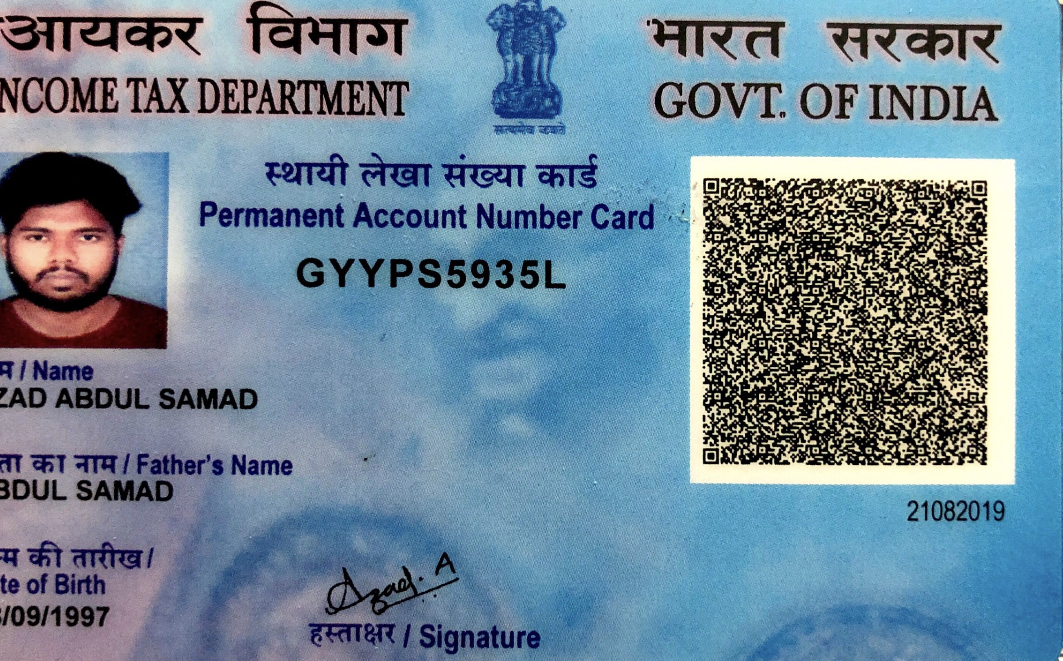 आयकर विभाग
INCOME TAX DEPARTMENT
सत्यमेव जयते
भारत सरकार
GOVT. OF INDIA
स्थायी लेखा संख्या कार्ड
Permanent Account Number Card
GYYPS5935L
/ Name
ZAD ABDUL SAMAD
ता का नाम / Father's Name
BDUL SAMAD
21082019
म की तारीख /
te of Birth
/09/1997
Azad. A
हस्ताक्षर / Signature